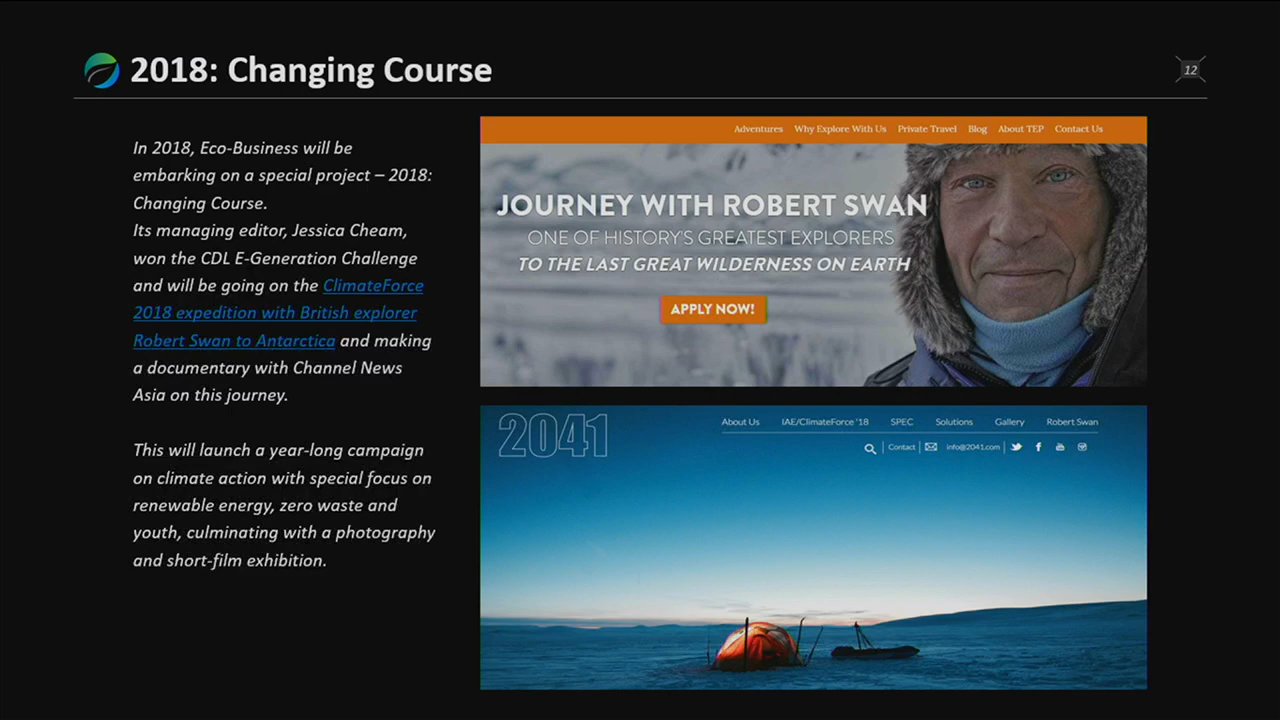 2018: Changing Course
12
In 2018, Eco-Business will be
embarking on a special project – 2018:
Changing Course.
Its managing editor, Jessica Cheam,
won the CDL E-Generation Challenge
and will be going on the ClimateForce
2018 expedition with British explorer
Robert Swan to Antarctica and making
a documentary with Channel News
Asia on this journey.
This will launch a year-long campaign
on climate action with special focus on
renewable energy, zero waste and
youth, culminating with a photography
and short-film exhibition.
Adventures Why Explore With Us Private Travel Blog About TEP Contact Us
JOURNEY WITH ROBERT SWAN
ONE OF HISTORY'S GREATEST EXPLORERS
TO THE LAST GREAT WILDERNESS ON EARTH
APPLY NOW!
2041
About Us IAE/ClimateForce '18 SPEC Solutions Gallery Robert Swan
Contact info@2041.com